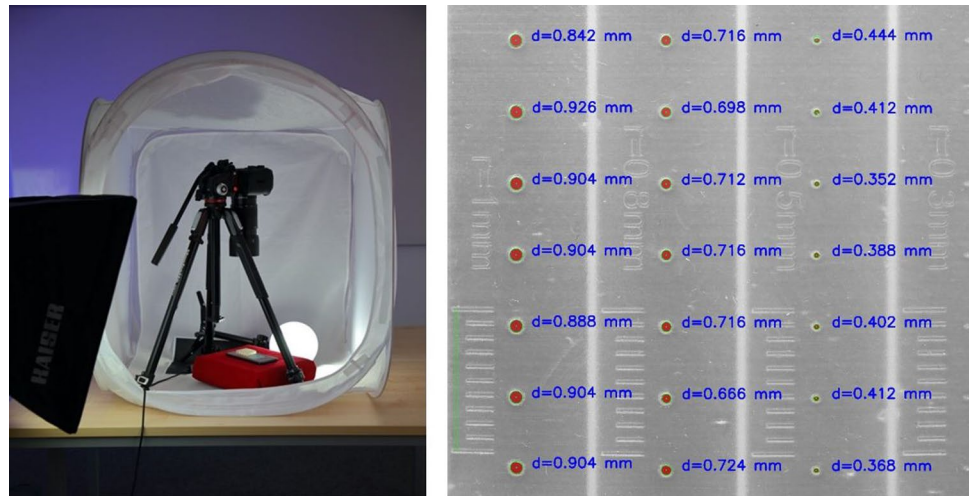 KAISER
d=0.842 mm d=0.716 mm d=0.444 mm
d=0.926 mm d=0.698 mm d=0.412 mm
d=0.904 mm d=0.712 mm d=0.352 mm
d=0.904 mm d=0.716 mm d=0.388 mm
d=0.888 mm d=0.716 mm d=0.402 mm
d=0.904 mm d=0.666 mm d=0.412 mm
d=0.904 mm d=0.724 mm d=0.368 mm